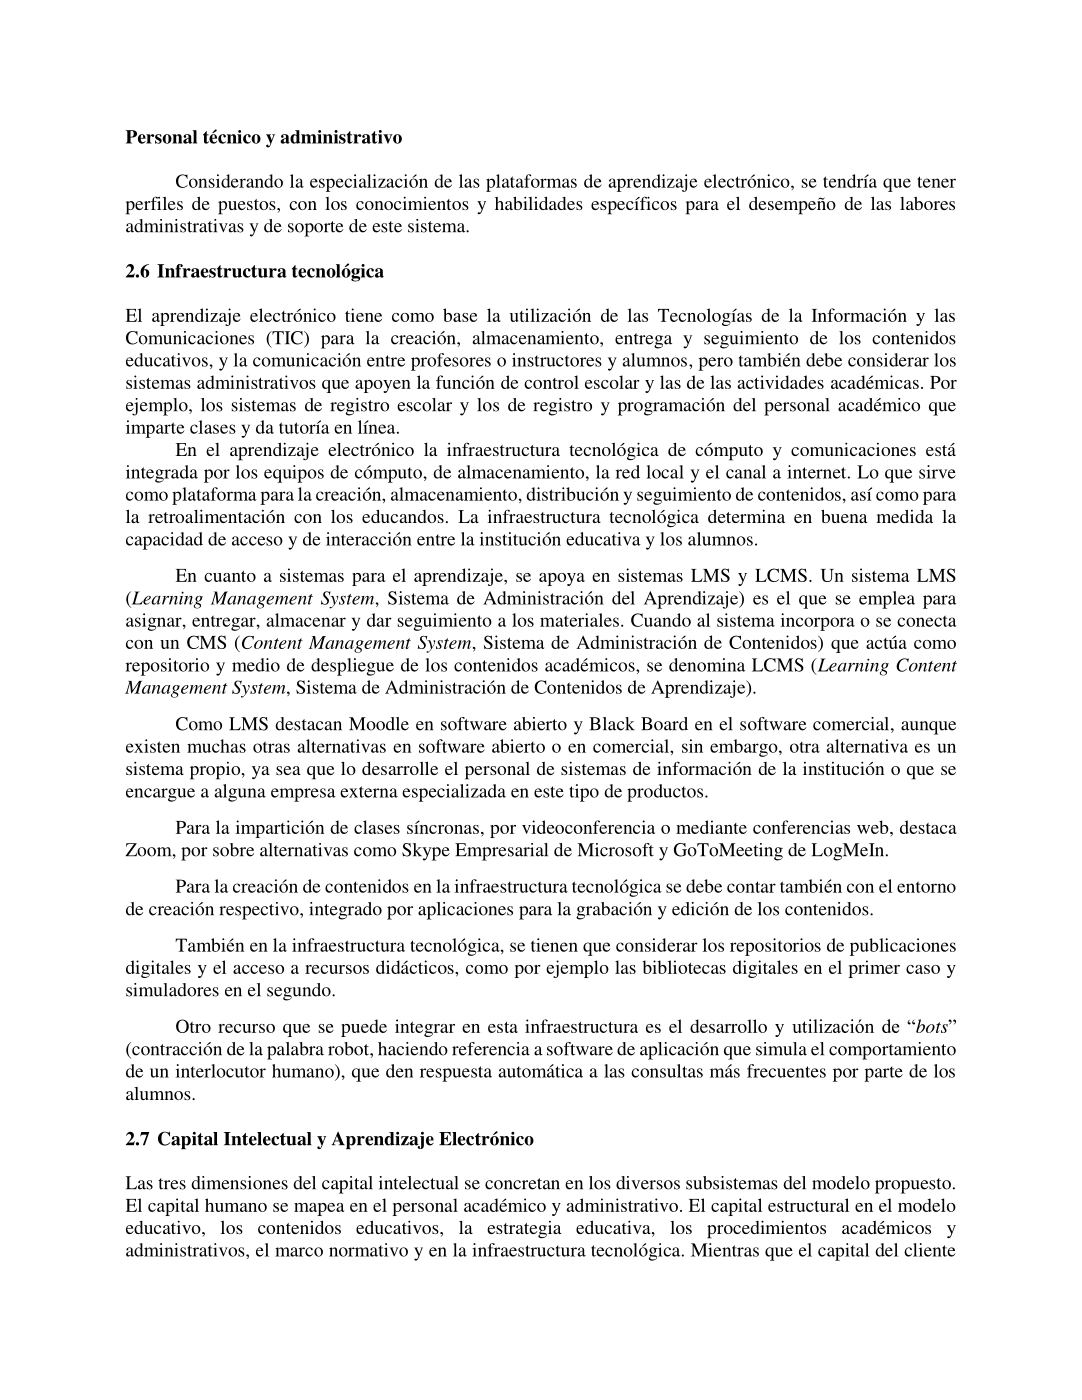 Personal técnico y administrativo
Considerando la especialización de las plataformas de aprendizaje electrónico, se tendría que tener
perfiles de puestos, con los conocimientos y habilidades específicos para el desempeño de las labores
administrativas y de soporte de este sistema.
2.6 Infraestructura tecnológica
El aprendizaje electrónico tiene como base la utilización de las Tecnologías de la Información y las
Comunicaciones (TIC) para la creación, almacenamiento, entrega y seguimiento de los contenidos
educativos, y la comunicación entre profesores o instructores y alumnos, pero también debe considerar los
sistemas administrativos que apoyen la función de control escolar y las de las actividades académicas. Por
ejemplo, los sistemas de registro escolar y los de registro y programación del personal académico que
imparte clases y da tutoría en línea.
En el aprendizaje electrónico la infraestructura tecnológica de cómputo y comunicaciones está
integrada por los equipos de cómputo, de almacenamiento, la red local y el canal a internet. Lo que sirve
como plataforma para la creación, almacenamiento, distribución y seguimiento de contenidos, así como para
la retroalimentación con los educandos. La infraestructura tecnológica determina en buena medida la
capacidad de acceso y de interacción entre la institución educativa y los alumnos.
En cuanto a sistemas para el aprendizaje, se apoya en sistemas LMS y LCMS. Un sistema LMS
(Learning Management System, Sistema de Administración del Aprendizaje) es el que se emplea para
asignar, entregar, almacenar y dar seguimiento a los materiales. Cuando al sistema incorpora o se conecta
con un CMS (Content Management System, Sistema de Administración de Contenidos) que actúa como
repositorio y medio de despliegue de los contenidos académicos, se denomina LCMS (Learning Content
Management System, Sistema de Administración de Contenidos de Aprendizaje).
Como LMS destacan Moodle en software abierto y Black Board en el software comercial, aunque
existen muchas otras alternativas en software abierto o en comercial, sin embargo, otra alternativa es un
sistema propio, ya sea que lo desarrolle el personal de sistemas de información de la institución o que se
encargue a alguna empresa externa especializada en este tipo de productos.
Para la impartición de clases síncronas, por videoconferencia o mediante conferencias web, destaca
Zoom, por sobre alternativas como Skype Empresarial de Microsoft y GoToMeeting de LogMeIn.
Para la creación de contenidos en la infraestructura tecnológica se debe contar también con el entorno
de creación respectivo, integrado por aplicaciones para la grabación y edición de los contenidos.
También en la infraestructura tecnológica, se tienen que considerar los repositorios de publicaciones
digitales y el acceso a recursos didácticos, como por ejemplo las bibliotecas digitales en el primer caso y
simuladores en el segundo.
Otro recurso que se puede integrar en esta infraestructura es el desarrollo y utilización de “bots”
(contracción de la palabra robot, haciendo referencia a software de aplicación que simula el comportamiento
de un interlocutor humano), que den respuesta automática a las consultas más frecuentes por parte de los
alumnos.
2.7 Capital Intelectual y Aprendizaje Electrónico
Las tres dimensiones del capital intelectual se concretan en los diversos subsistemas del modelo propuesto.
El capital humano se mapea en el personal académico y administrativo. El capital estructural en el modelo
educativo, los contenidos educativos, la estrategia educativa, los procedimientos académicos y
administrativos, el marco normativo y en la infraestructura tecnológica. Mientras que el capital del cliente